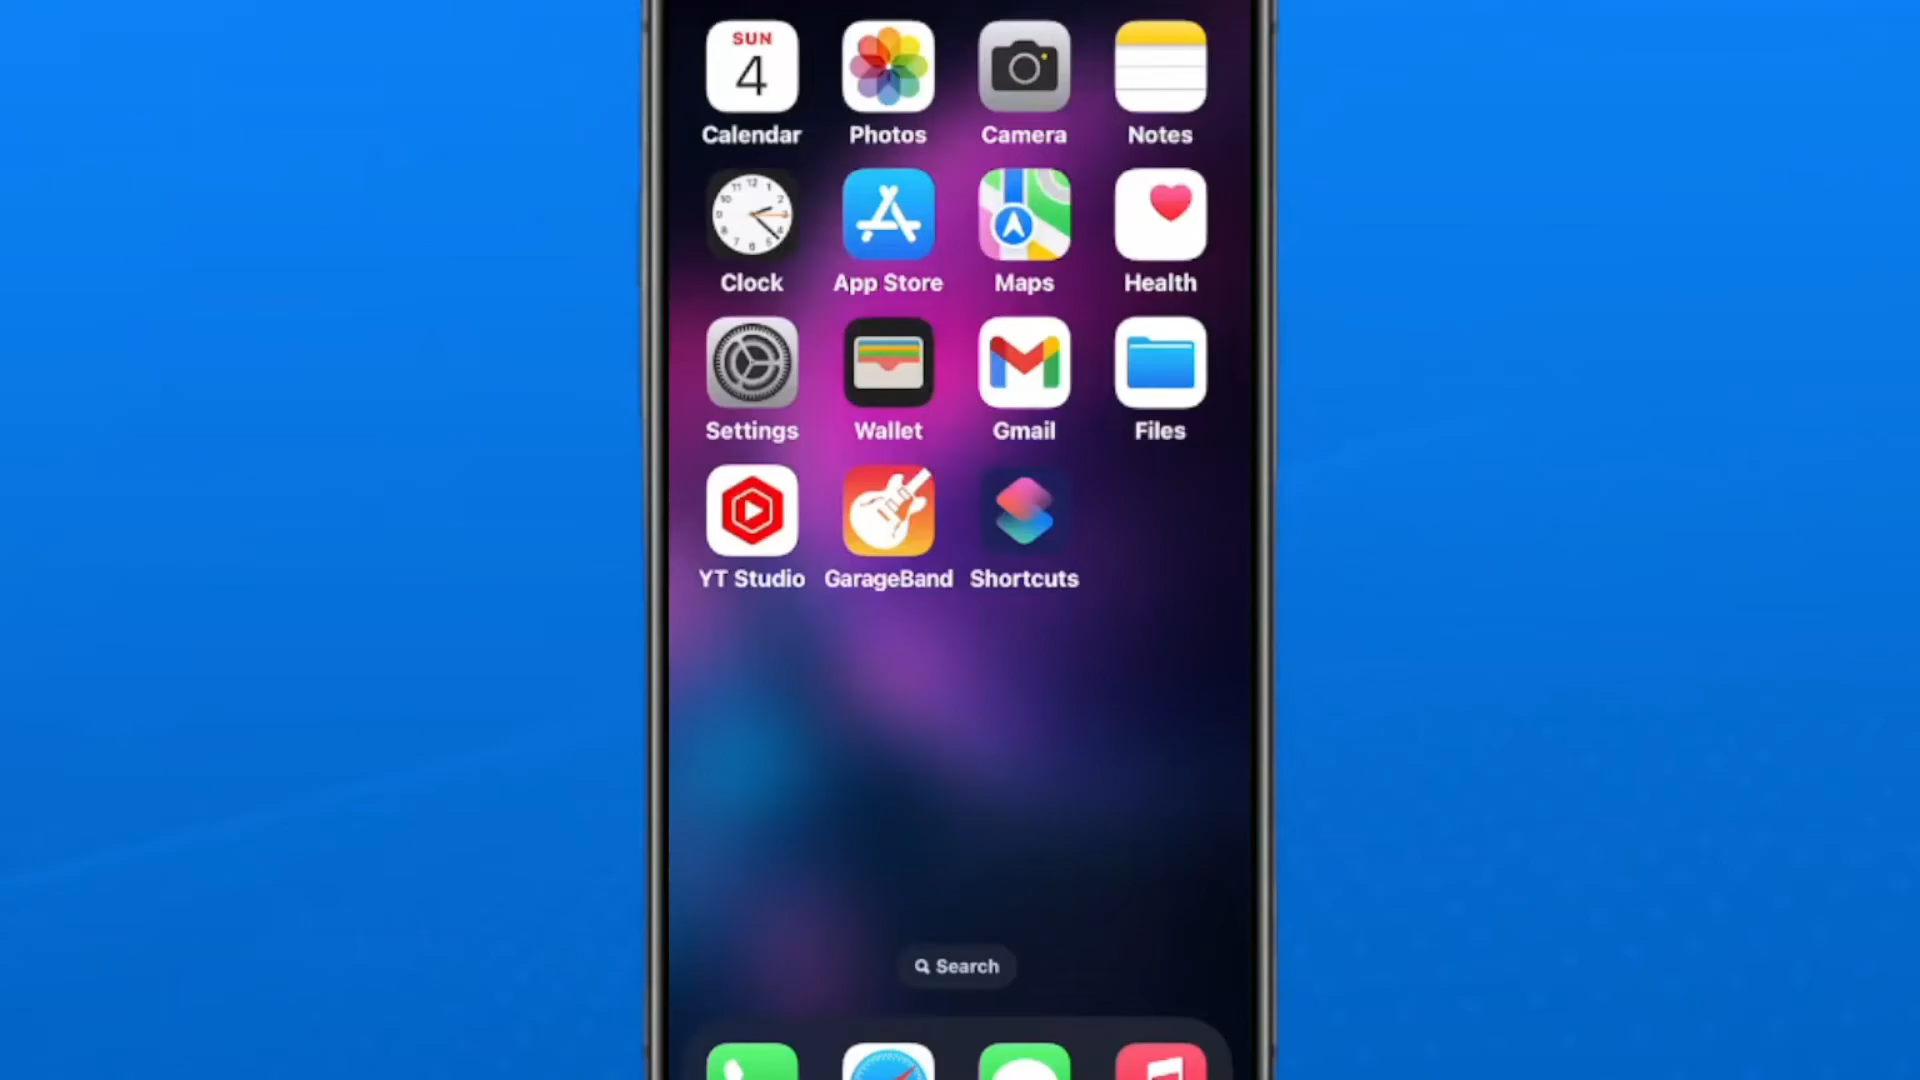 SUN
4
Calendar Photos Camera Notes
Clock App Store Maps Health
Settings Wallet Gmail Files
YT Studio GarageBand Shortcuts
Search